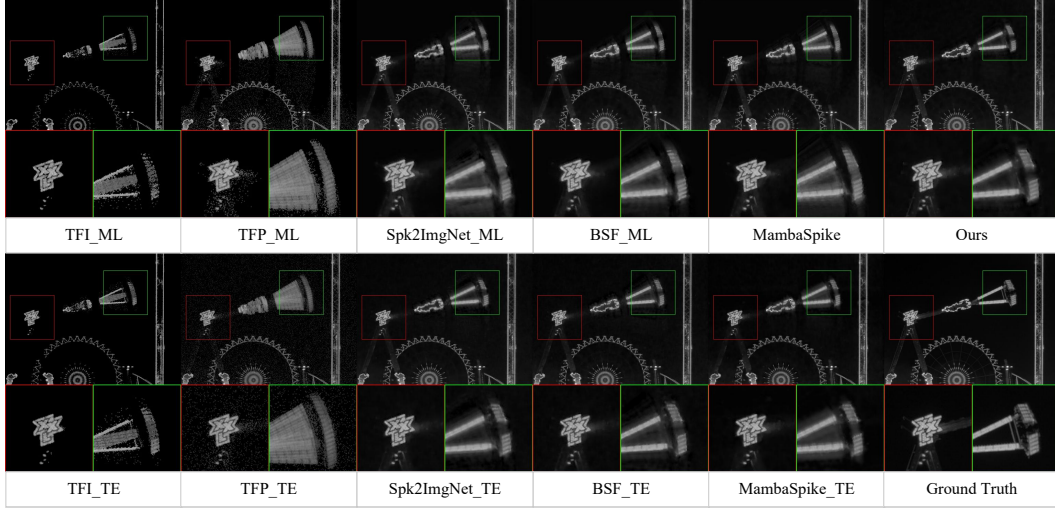 TFI_ML TFP_ML Spk2ImgNet_ML BSF_ML MambaSpike Ours
TFI_TE TFP_TE Spk2ImgNet_TE BSF_TE MambaSpike_TE Ground Truth